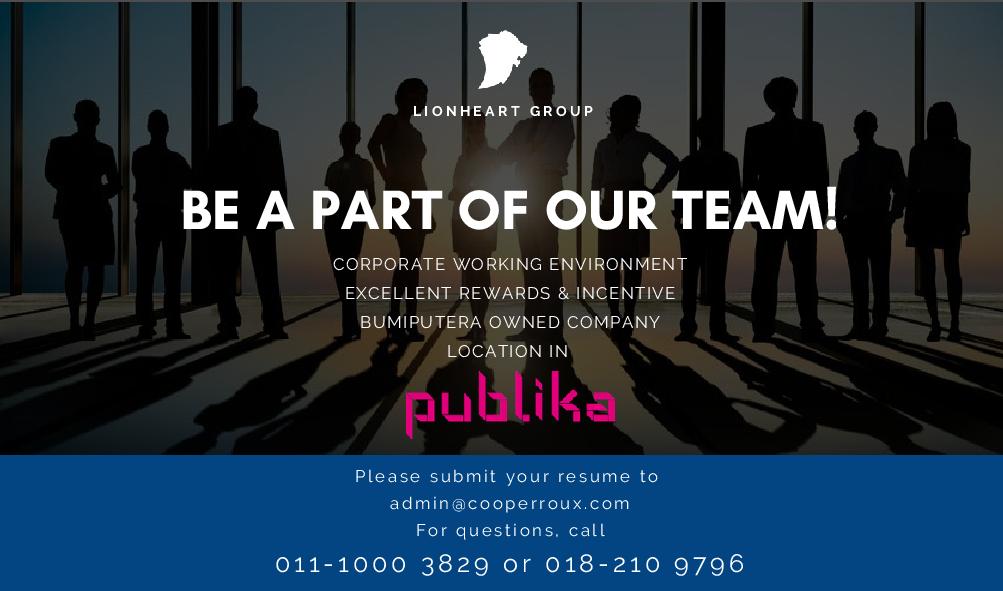 LIONHEART GROUP
BE A PART OF OUR TEAM!
CORPORATE WORKING ENVIRONMENT
EXCELLENT REWARDS & INCENTIVE
BUMIPUTERA OWNED COMPANY
LOCATION IN
publika
Please submit your resume to
admin@cooperroux.com
For questions, call
011-1000 3829 or 018-210 9796